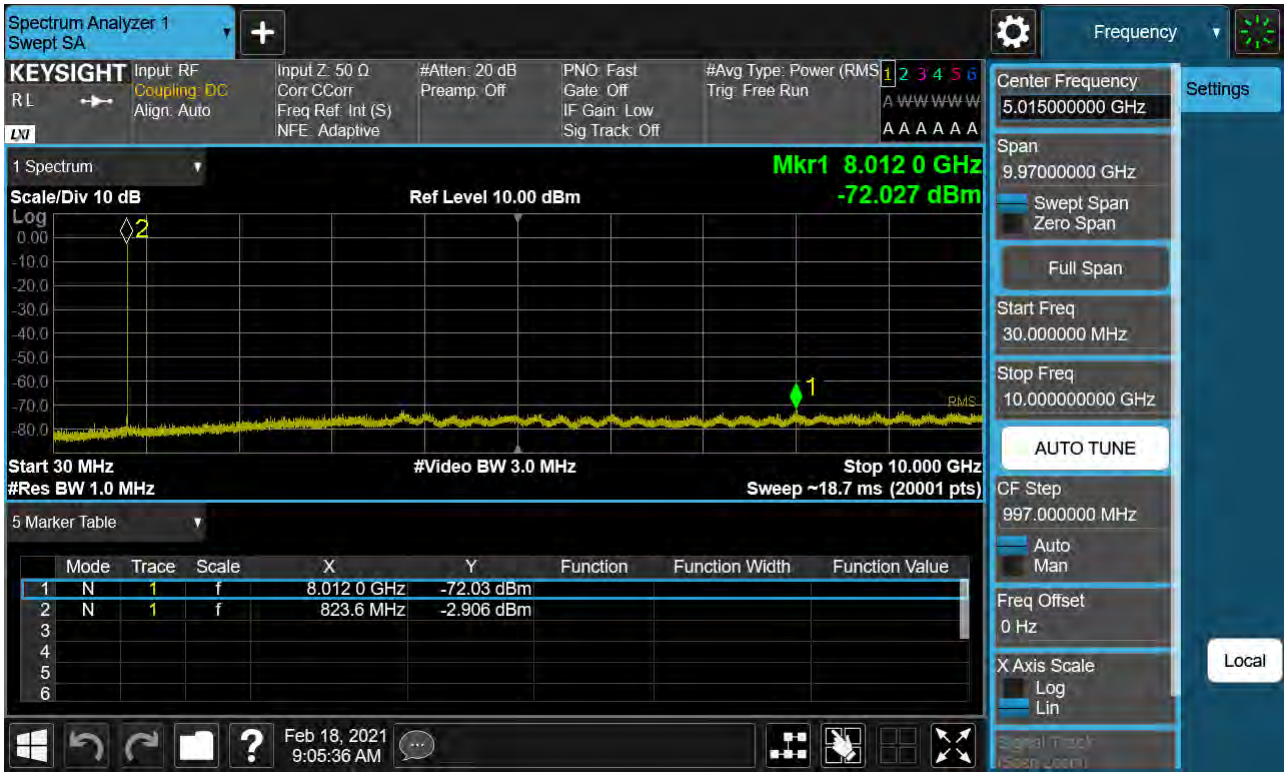 Spectrum Analyzer 1
Swept SA
+
Frequency
KEYSIGHT
RL
LXI
Input: RF
Coupling: DC
Align: Auto
Input Z: 50 Ω
Corr CCorr
Freq Ref: Int (S)
NFE: Adaptive
#Atten: 20 dB
Preamp: Off
PNO: Fast
Gate: Off
IF Gain: Low
Sig Track: Off
#Avg Type: Power (RMS
Trig: Free Run
1 2 3 4 5 6
A W W W W W
A A A A A A
1 Spectrum
Scale/Div 10 dB
Ref Level 10.00 dBm
Mkr1 8.012 0 GHz
-72.027 dBm
Log
0.00
-10.0
-20.0
-30.0
-40.0
-50.0
-60.0
-70.0
-80.0
2
1
RMS
Start 30 MHz
#Video BW 3.0 MHz
Stop 10.000 GHz
#Res BW 1.0 MHz
Sweep ~18.7 ms (20001 pts)
5 Marker Table
Mode Trace Scale X Y Function Function Width Function Value
1 N 1 f 8.012 0 GHz -72.03 dBm
2 N 1 f 823.6 MHz -2.906 dBm
3
4
5
6
Feb 18, 2021
9:05:36 AM
?
Center Frequency
5.015000000 GHz
Settings
Span
9.97000000 GHz
Swept Span
Zero Span
Full Span
Start Freq
30.000000 MHz
Stop Freq
10.000000000 GHz
AUTO TUNE
CF Step
997.000000 MHz
Auto
Man
Freq Offset
0 Hz
X Axis Scale
Log
Lin
Local
Signal Track
(Span Zoom)